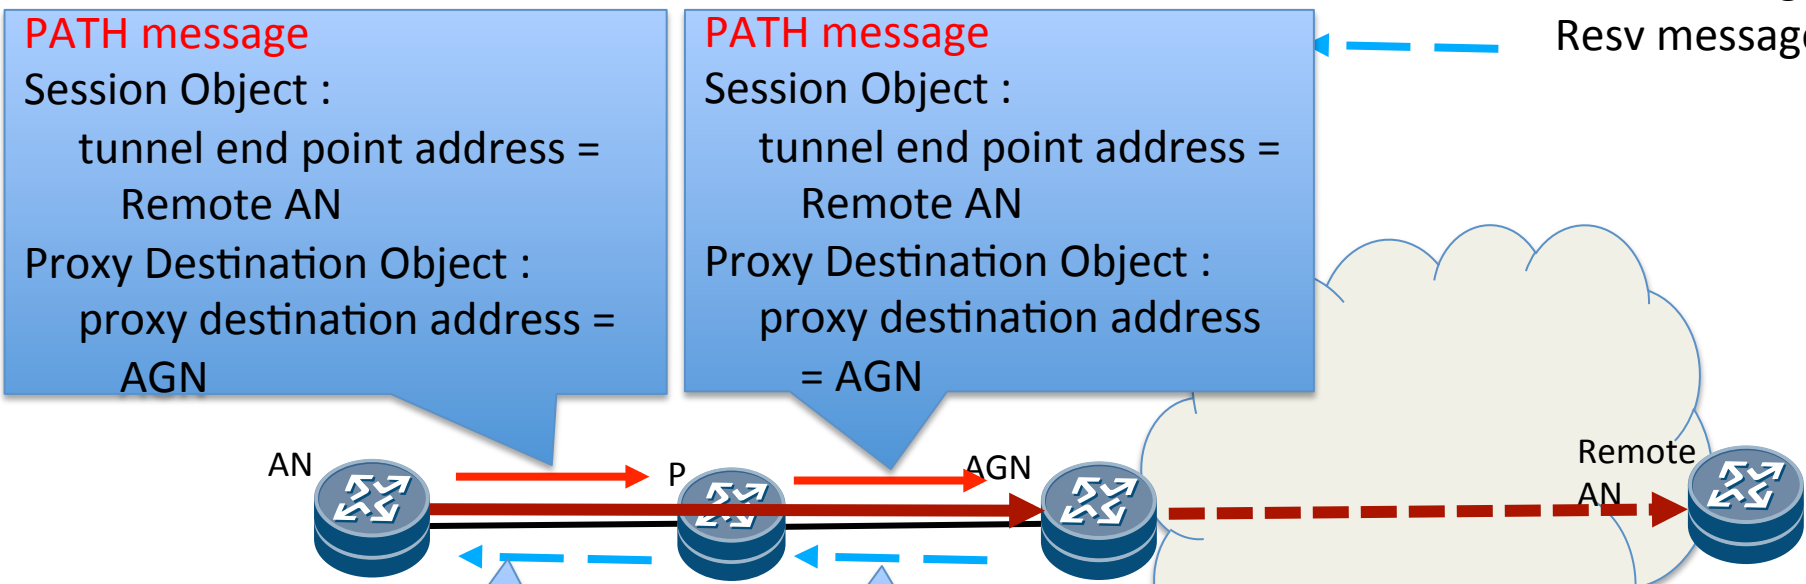 PATH message
Session Object :
tunnel end point address =
Remote AN
Proxy Destination Object :
proxy destination address =
AGN
PATH message
Session Object :
tunnel end point address =
Remote AN
Proxy Destination Object :
proxy destination address
= AGN
Resv message
AN
P
AGN
Remote
AN